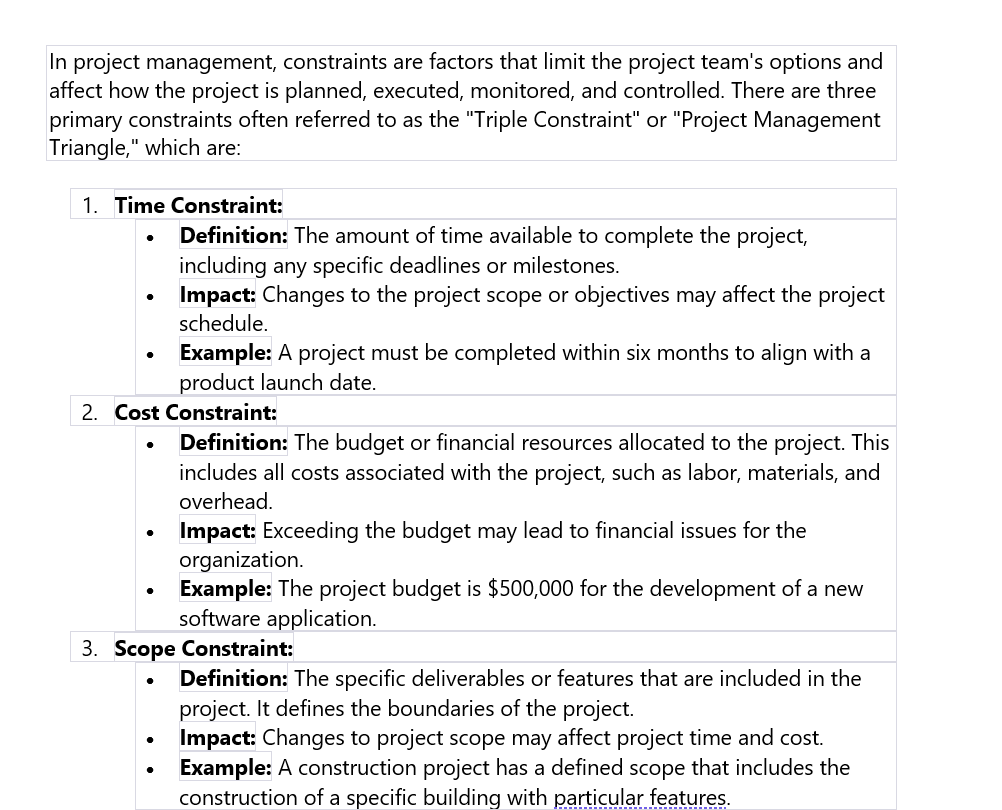 In project management, constraints are factors that limit the project team's options and
affect how the project is planned, executed, monitored, and controlled. There are three
primary constraints often referred to as the "Triple Constraint" or "Project Management
Triangle," which are:
1. Time Constraint:
• Definition: The amount of time available to complete the project,
including any specific deadlines or milestones.
• Impact: Changes to the project scope or objectives may affect the project
schedule.
• Example: A project must be completed within six months to align with a
product launch date.
2. Cost Constraint:
• Definition: The budget or financial resources allocated to the project. This
includes all costs associated with the project, such as labor, materials, and
overhead.
• Impact: Exceeding the budget may lead to financial issues for the
organization.
• Example: The project budget is $500,000 for the development of a new
software application.
3. Scope Constraint:
• Definition: The specific deliverables or features that are included in the
project. It defines the boundaries of the project.
• Impact: Changes to project scope may affect project time and cost.
• Example: A construction project has a defined scope that includes the
construction of a specific building with particular features.